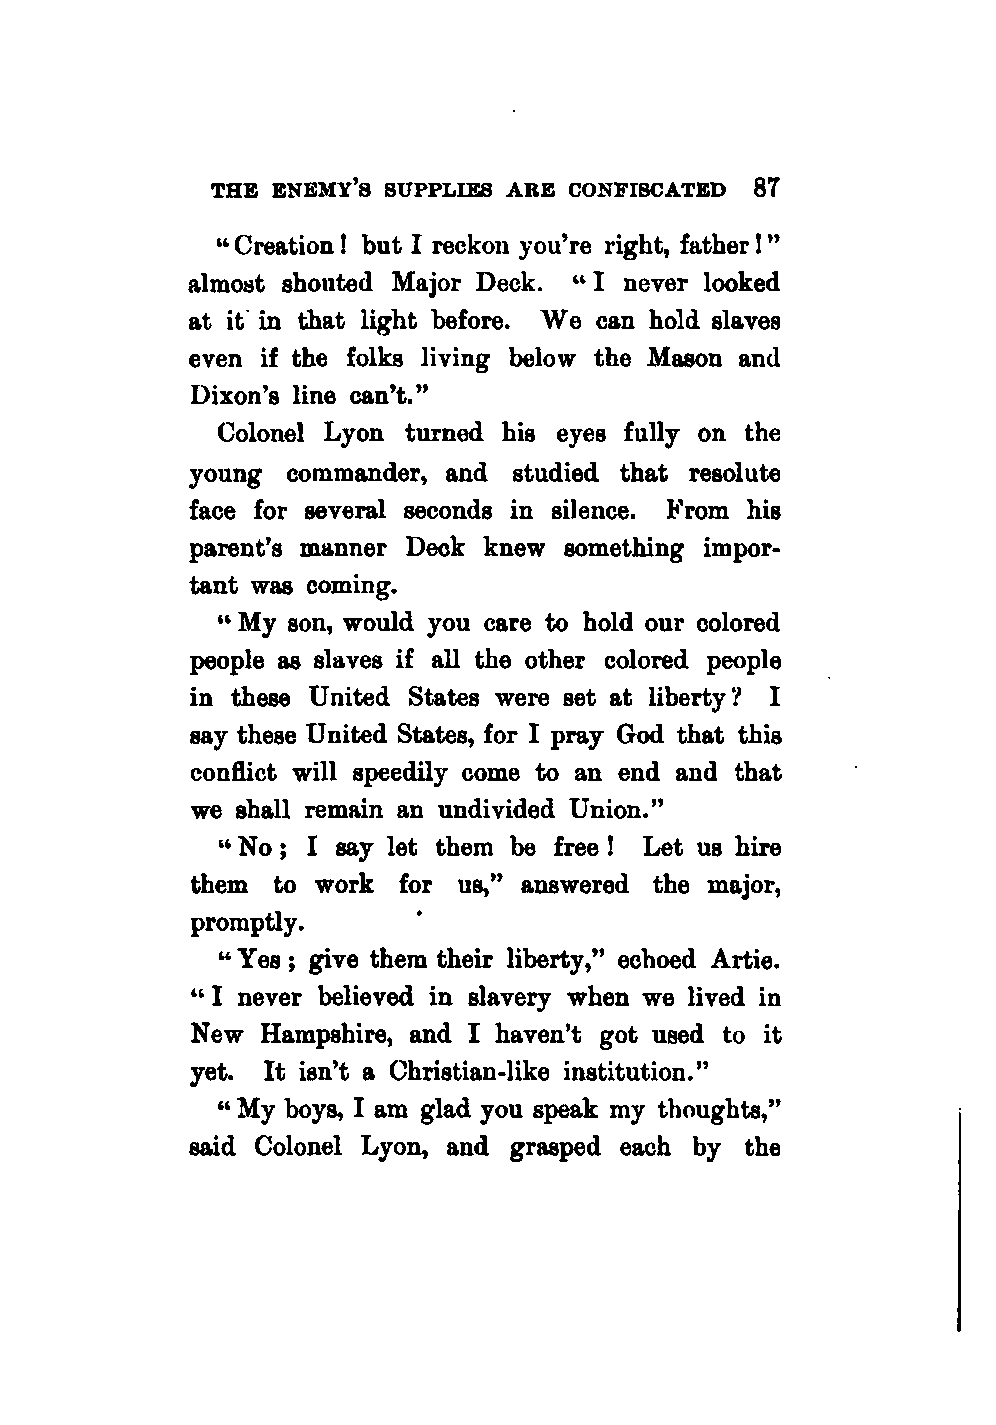 THE ENEMY'S SUPPLIES ARE CONFISCATED 87
"Creation! but I reckon you're right, father!"
almost shouted Major Deck. "I never looked
at it in that light before. We can hold slaves
even if the folks living below the Mason and
Dixon's line can't."
Colonel Lyon turned his eyes fully on the
young commander, and studied that resolute
face for several seconds in silence. From his
parent's manner Deck knew something impor-
tant was coming.
"My son, would you care to hold our colored
people as slaves if all the other colored people
in these United States were set at liberty? I
say these United States, for I pray God that this
conflict will speedily come to an end and that
we shall remain an undivided Union."
"No; I say let them be free! Let us hire
them to work for us," answered the major,
promptly.
"Yes; give them their liberty," echoed Artie.
"I never believed in slavery when we lived in
New Hampshire, and I haven't got used to it
yet. It isn't a Christian-like institution."
"My boys, I am glad you speak my thoughts,"
said Colonel Lyon, and grasped each by the